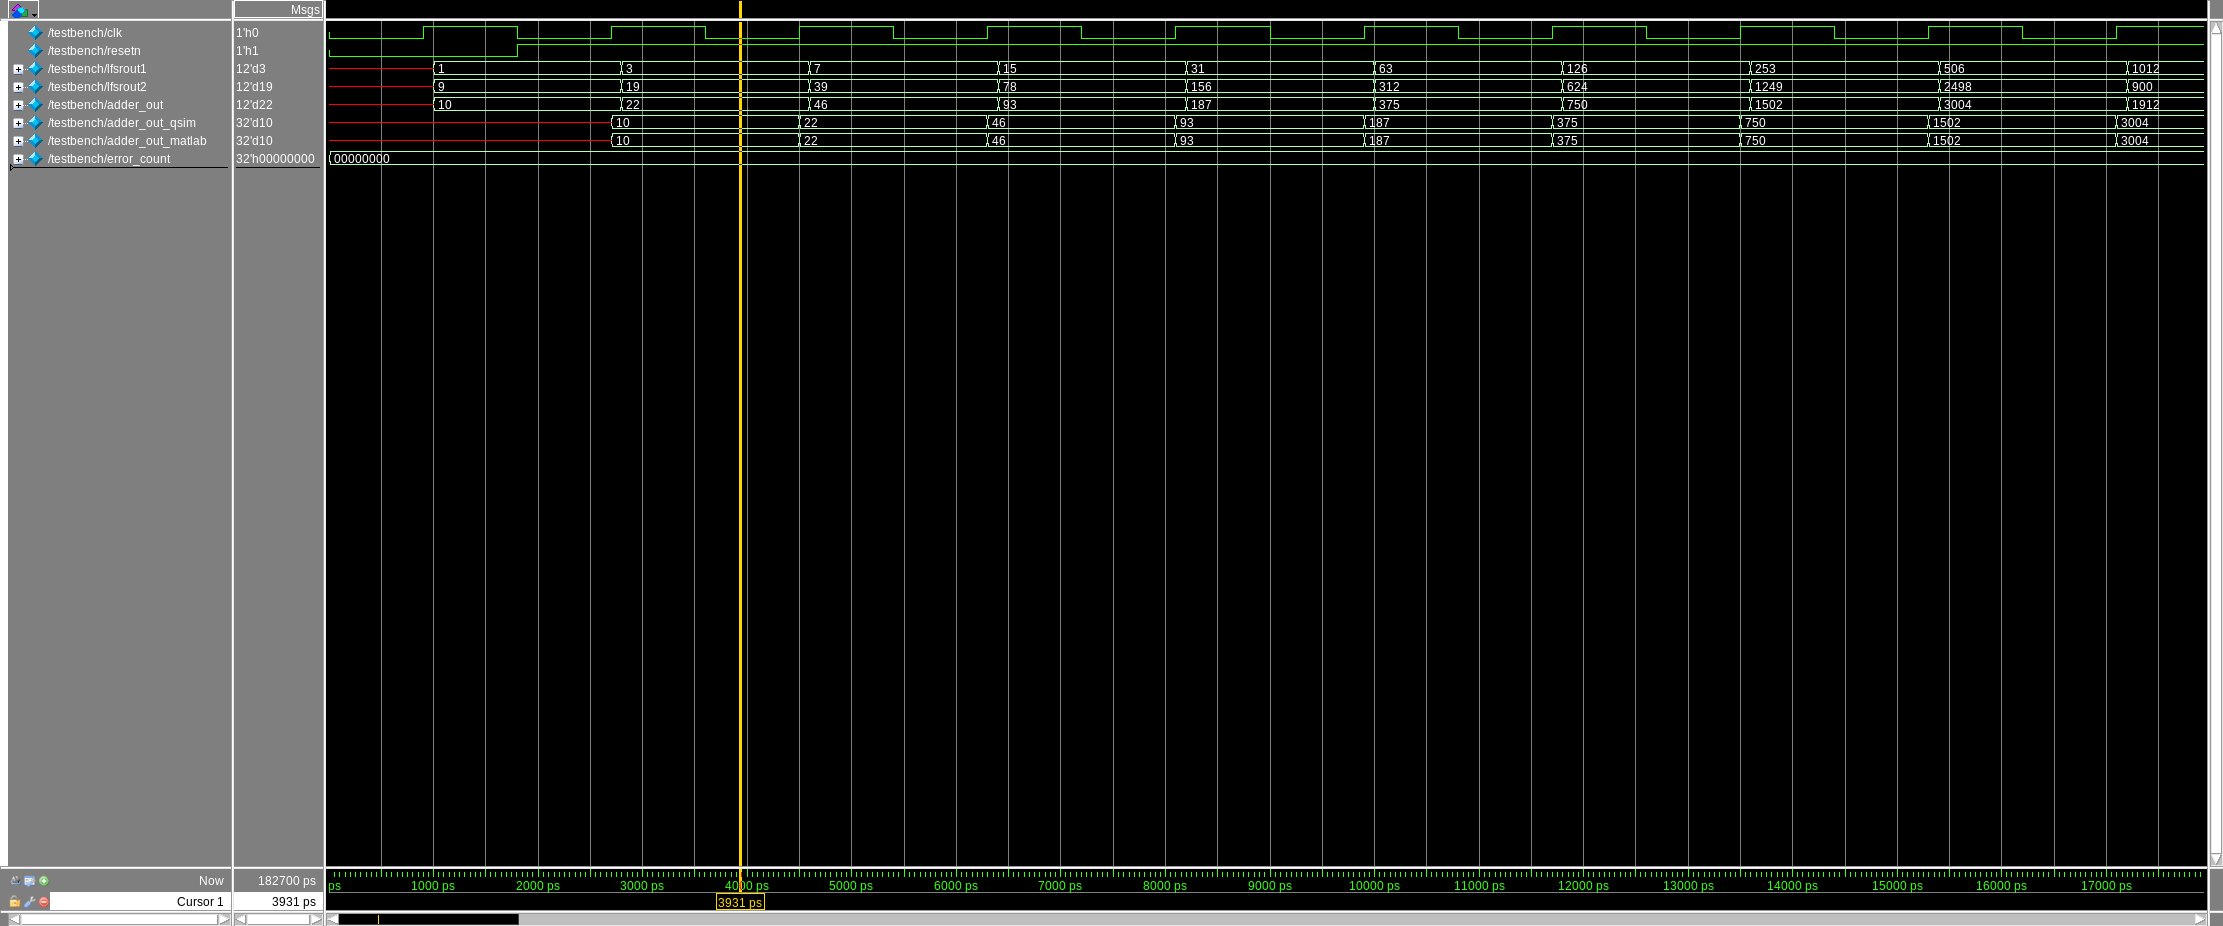 Msgs
/testbench/clk 1'h0
/testbench/resetn 1'h1
/testbench/lfsrout1 12'd3 1 3 7 15 31 63 126 253 506 1012
/testbench/lfsrout2 12'd19 9 19 39 78 156 312 624 1249 2498 900
/testbench/adder_out 12'd22 10 22 46 93 187 375 750 1502 3004 1912
/testbench/adder_out_qsim 32'd10 10 22 46 93 187 375 750 1502 3004
/testbench/adder_out_matlab 32'd10 10 22 46 93 187 375 750 1502 3004
/testbench/error_count 32'h00000000 00000000
Now 182700 ps ps 1000 ps 2000 ps 3000 ps 4000 ps 5000 ps 6000 ps 7000 ps 8000 ps 9000 ps 10000 ps 11000 ps 12000 ps 13000 ps 14000 ps 15000 ps 16000 ps 17000 ps
Cursor 1 3931 ps 3931 ps